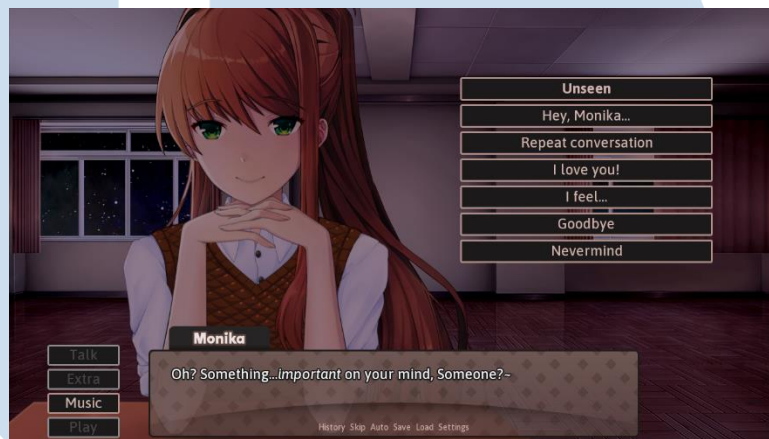 Unseen
Hey, Monika...
Repeat conversation
I love you!
I feel...
Goodbye
Nevermind
Monika
Talk
Extra
Music
Play
Oh? Something...important on your mind, Someone?~
History Skip Auto Save Load Settings